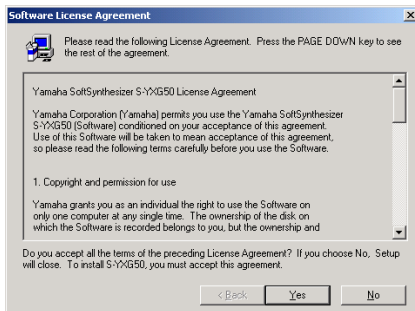 Software License Agreement
Please read the following License Agreement. Press the PAGE DOWN key to see
the rest of the agreement.
Yamaha SoftSynthesizer S-YXG50 License Agreement
Yamaha Corporation (Yamaha) permits you use the Yamaha SoftSynthesizer
S-YXG50 (Software) conditioned on your acceptance of this agreement.
Use of this Software will be taken to mean acceptance of this agreement,
so please read the following terms carefully before you use the Software.
1. Copyright and permission for use
Yamaha grants you as an individual the right to use the Software on
only one computer at any single time. The ownership of the disk on
which the Software is recorded belongs to you, but the ownership and
Do you accept all the terms of the preceding License Agreement? If you choose No, Setup
will close. To install S-YXG50, you must accept this agreement.
< Back Yes No